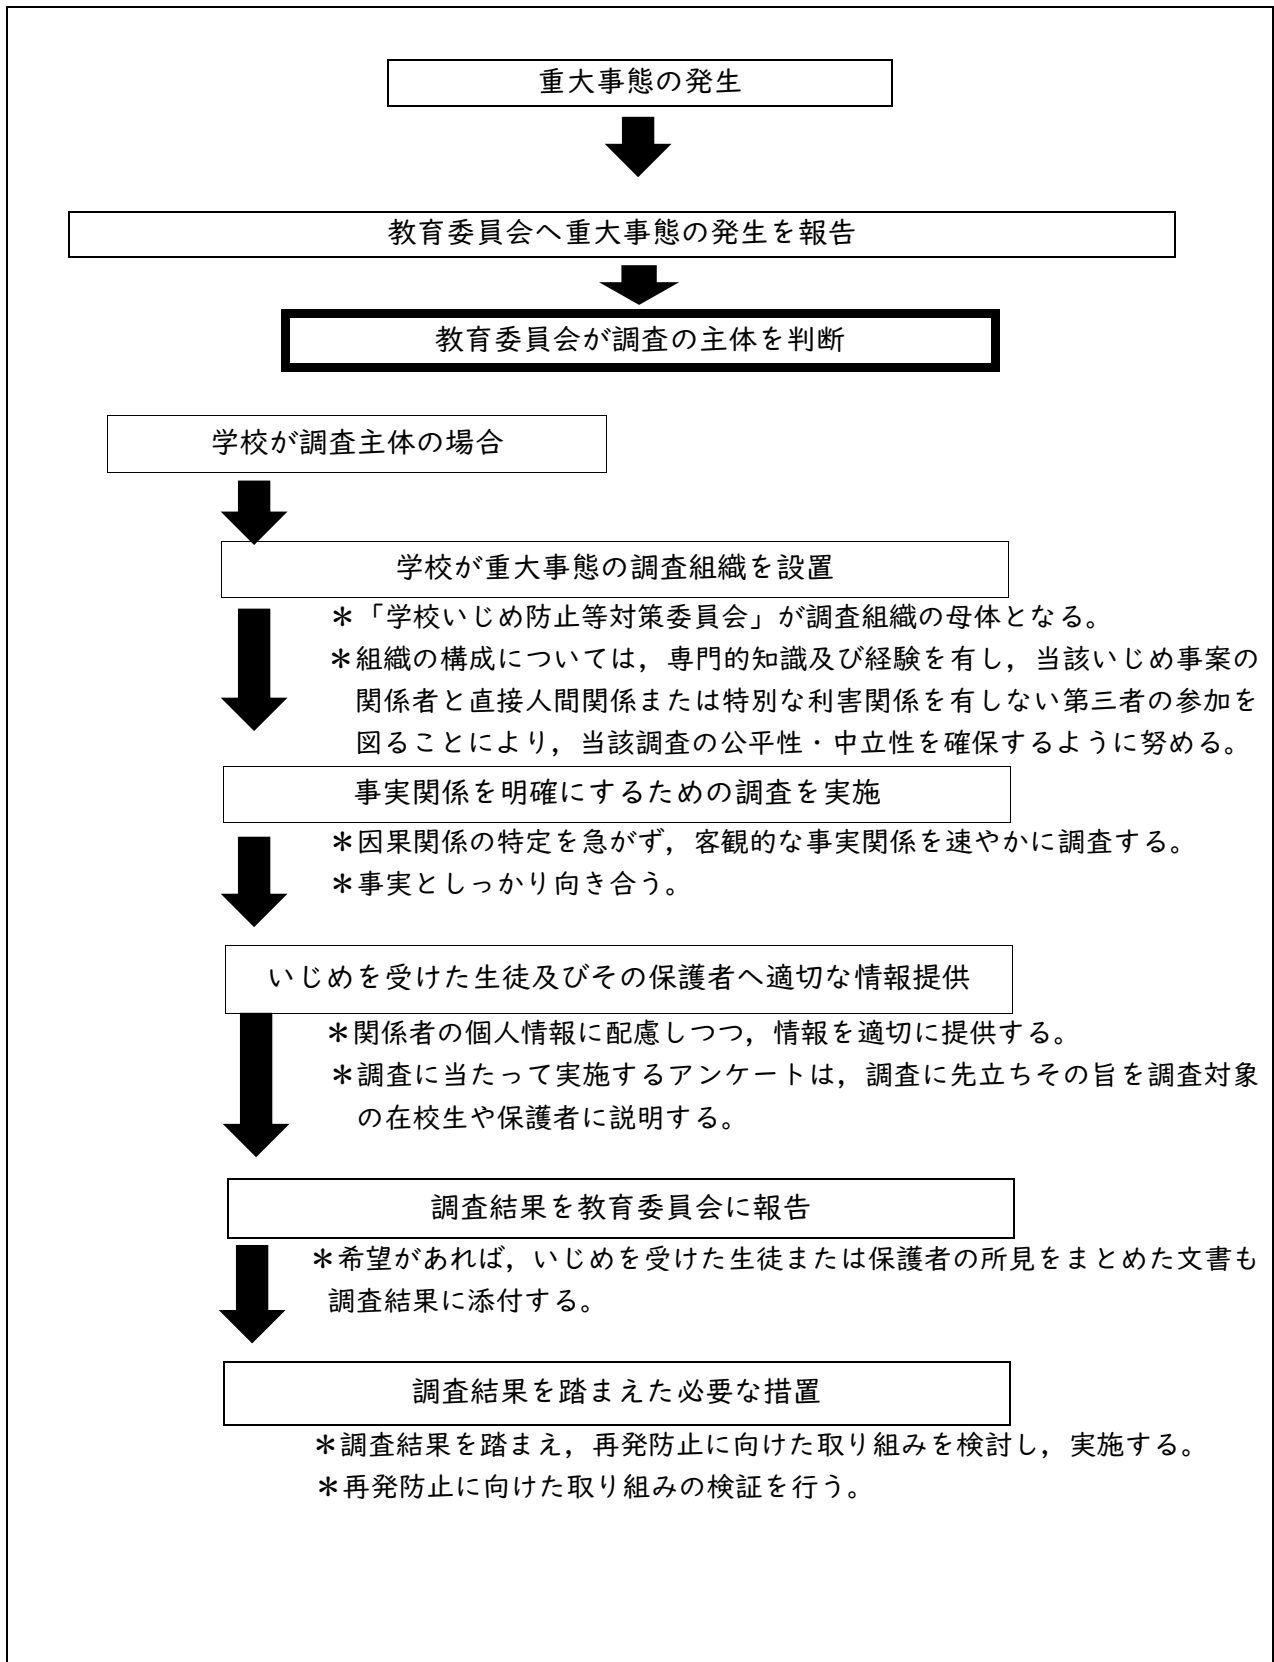 重大事態の発生
教育委員会へ重大事態の発生を報告
教育委員会が調査の主体を判断
学校が調査主体の場合
学校が重大事態の調査組織を設置
＊「学校いじめ防止等対策委員会」が調査組織の母体となる。
＊組織の構成については，専門的知識及び経験を有し，当該いじめ事案の
関係者と直接人間関係または特別な利害関係を有しない第三者の参加を
図ることにより，当該調査の公平性・中立性を確保するように努める。
事実関係を明確にするための調査を実施
＊因果関係の特定を急がず，客観的な事実関係を速やかに調査する。
＊事実としっかり向き合う。
いじめを受けた生徒及びその保護者へ適切な情報提供
＊関係者の個人情報に配慮しつつ，情報を適切に提供する。
＊調査に当たって実施するアンケートは，調査に先立ちその旨を調査対象
の在校生や保護者に説明する。
調査結果を教育委員会に報告
＊希望があれば，いじめを受けた生徒または保護者の所見をまとめた文書も
調査結果に添付する。
調査結果を踏まえた必要な措置
＊調査結果を踏まえ，再発防止に向けた取り組みを検討し，実施する。
＊再発防止に向けた取り組みの検証を行う。